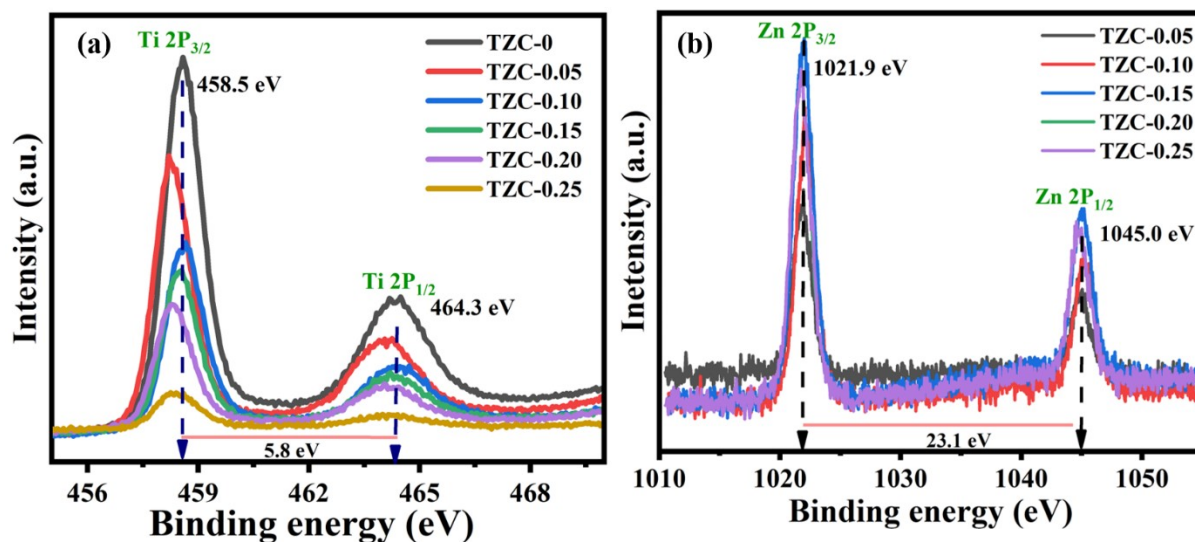 (a)
Ti 2P3/2
458.5 eV
TZC-0
TZC-0.05
TZC-0.10
TZC-0.15
TZC-0.20
TZC-0.25
Ti 2P1/2
464.3 eV
5.8 eV
Intensity (a.u.)
456 459 462 465 468
Binding energy (eV)
(b)
Zn 2P3/2
1021.9 eV
TZC-0.05
TZC-0.10
TZC-0.15
TZC-0.20
TZC-0.25
Zn 2P1/2
1045.0 eV
23.1 eV
Inetensity (a.u.)
1010 1020 1030 1040 1050
Binding energy (eV)